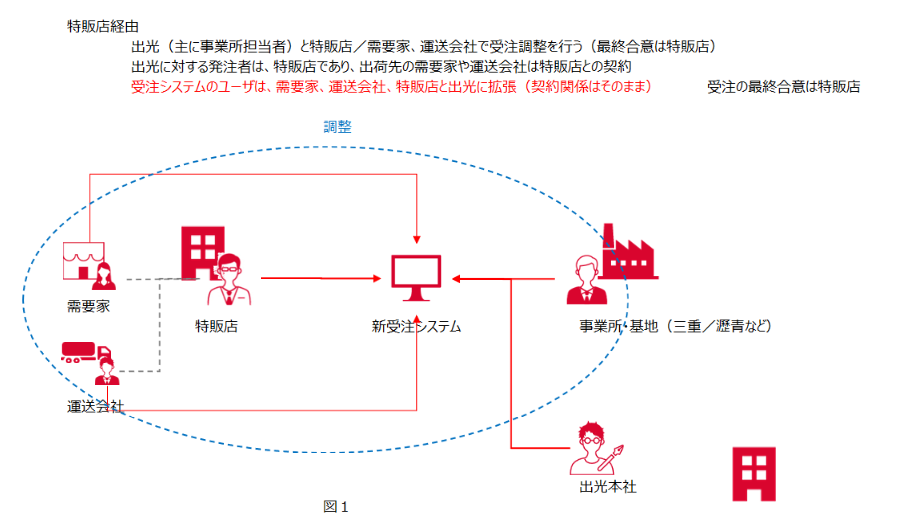 特販店経由
出光（主に事業所担当者）と特販店／需要家、運送会社で受注調整を行う（最終合意は特販店）
出光に対する発注者は、特販店であり、出荷先の需要家や運送会社は特販店との契約
受注システムのユーザは、需要家、運送会社、特販店と出光に拡張（契約関係はそのまま） 受注の最終合意は特販店
調整
需要家
特販店
新受注システム
事業所・基地（三重／瀝青など）
運送会社
出光本社
図１